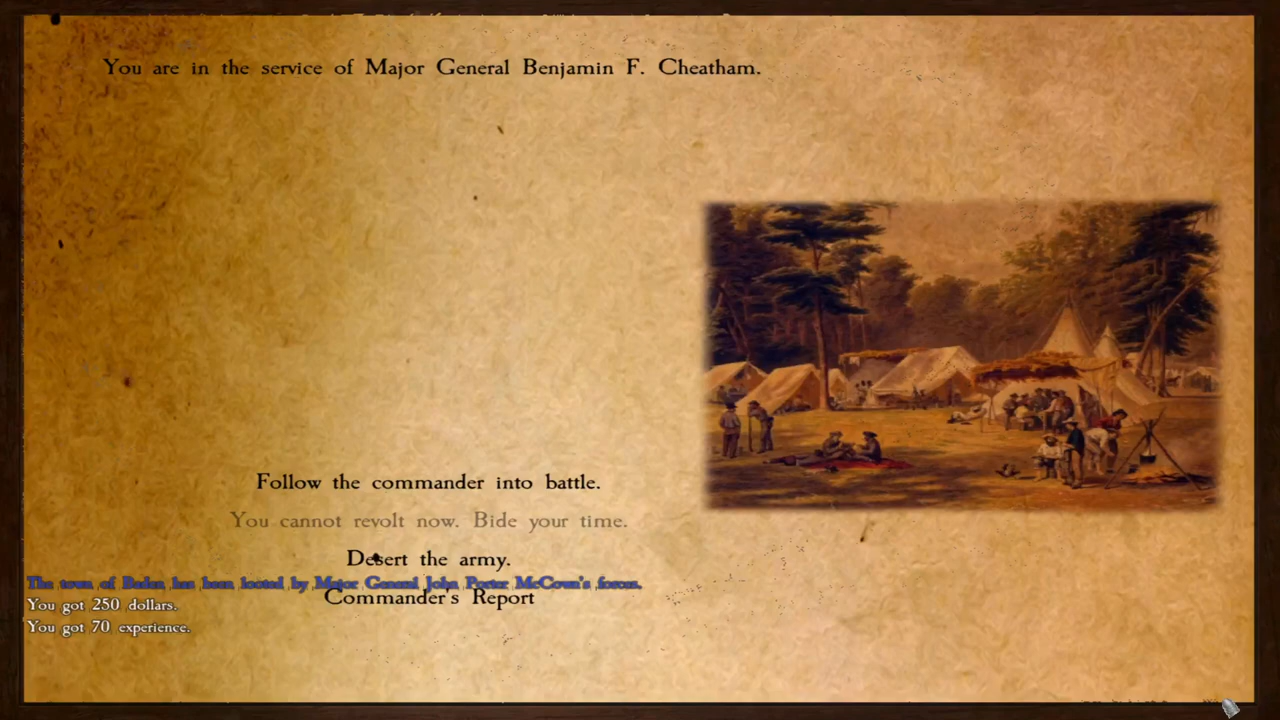 You are in the service of Major General Benjamin F. Cheatham.
Follow the commander into battle.
You cannot revolt now. Bide your time.
Desert the army.
The town of Baden has been looted by Major General John Porter McCown's forces.
Commander's Report
You got 250 dollars.
You got 70 experience.